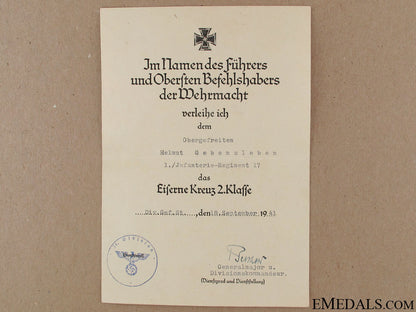 Im Namen des Führers
und Obersten Befehlshabers
der Wehrmacht
verleihe ich
dem
Obergefreiten
Helmut Gebensleben
1./Infanterie-Regiment 17
das
Eiserne Kreuz 2.Klasse
Div.Gef.St. , den 18.September 1941
Generalmajor u.
Divisionskommandeur.
(Dienstgrad und Dienststellung)
EMEDALS.COM